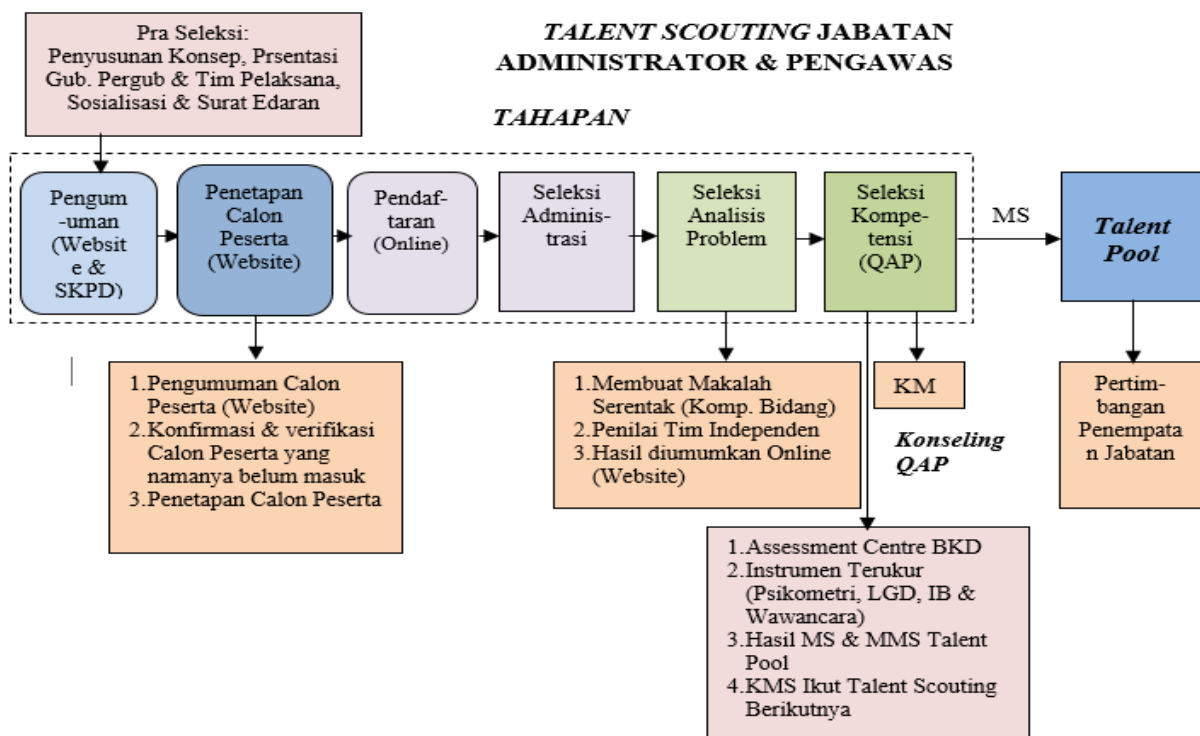 Pra Seleksi:
Penyusunan Konsep, Prsentasi
Gub. Pergub & Tim Pelaksana,
Sosialisasi & Surat Edaran
TALENT SCOUTING JABATAN
ADMINISTRATOR & PENGAWAS
TAHAPAN
Pengum
-uman
(Websit
e &
SKPD)
Penetapan
Calon
Peserta
(Website)
Pendaf-
taran
(Online)
Seleksi
Adminis-
trasi
Seleksi
Analisis
Problem
Seleksi
Kompe-
tensi
(QAP)
MS
Talent
Pool
1.Pengumuman Calon
Peserta (Website)
2.Konfirmasi & verifikasi
Calon Peserta yang
namanya belum masuk
3.Penetapan Calon Peserta
1.Membuat Makalah
Serentak (Komp. Bidang)
2.Penilai Tim Independen
3.Hasil diumumkan Online
(Website)
KM
Konseling
QAP
Pertim-
bangan
Penempata
n Jabatan
1.Assessment Centre BKD
2.Instrumen Terukur
(Psikometri, LGD, IB &
Wawancara)
3.Hasil MS & MMS Talent
Pool
4.KMS Ikut Talent Scouting
Berikutnya